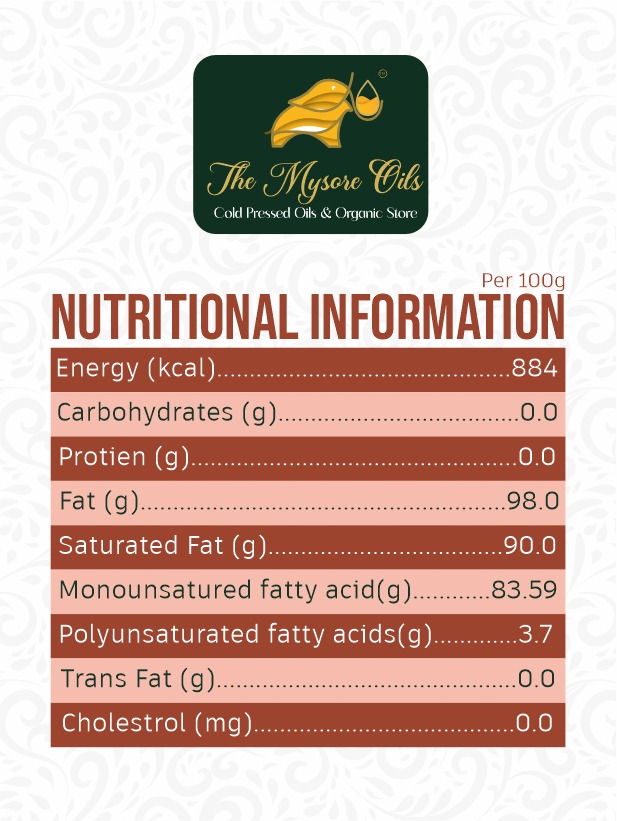 The Mysore Oils
Cold Pressed Oils & Organic Store
Per 100g
NUTRITIONAL INFORMATION
Energy (kcal)......................................884
Carbohydrates (g)...............................0.0
Protien (g)..........................................0.0
Fat (g)................................................98.0
Saturated Fat (g)..............................90.0
Monounsatured fatty acid(g)..........83.59
Polyunsaturated fatty acids(g)...........3.7
Trans Fat (g).......................................0.0
Cholestrol (mg)..................................0.0